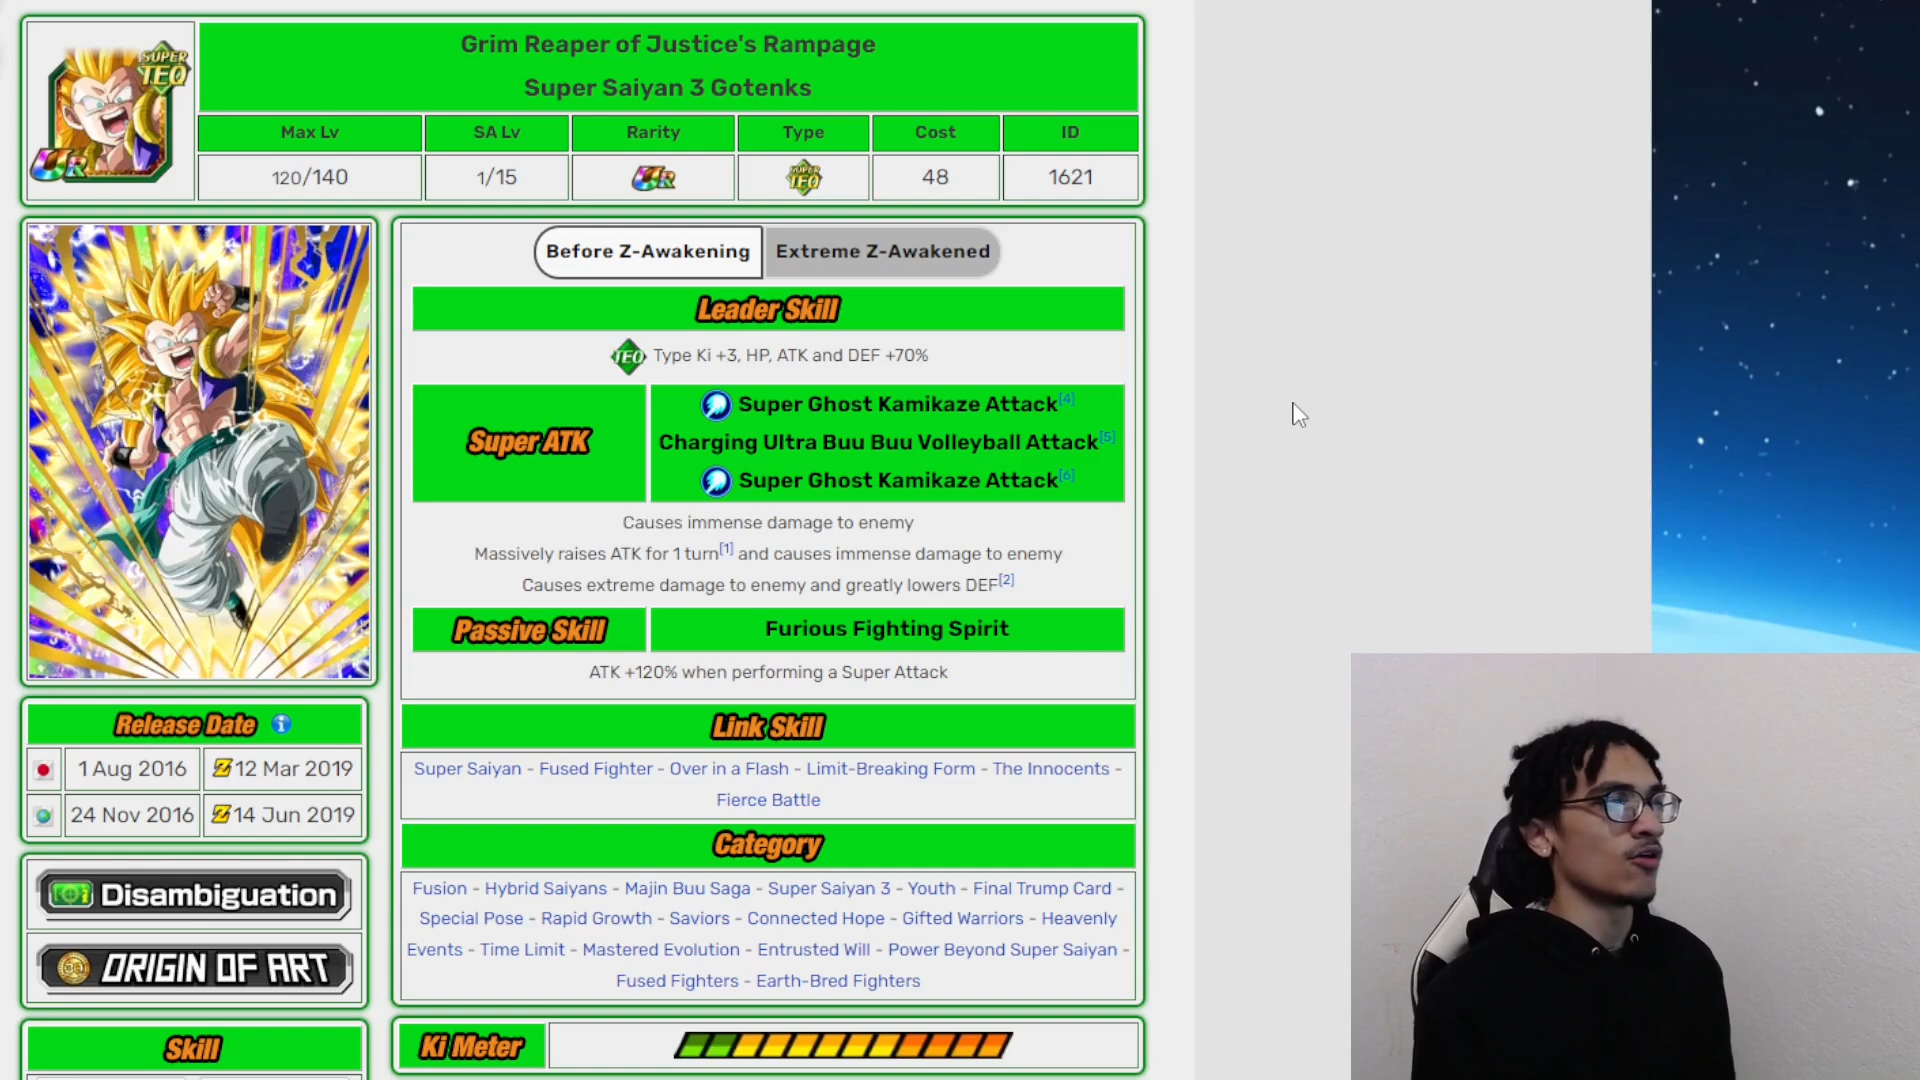 Grim Reaper of Justice's Rampage
Super Saiyan 3 Gotenks
SUPER
TEQ
UR
Max Lv SA Lv Rarity Type Cost ID
120/140 1/15 UR SUPER TEQ 48 1621
Before Z-Awakening Extreme Z-Awakened
Leader Skill
TEQ Type Ki +3, HP, ATK and DEF +70%
Super ATK
Super Ghost Kamikaze Attack[4]
Charging Ultra Buu Buu Volleyball Attack[5]
Super Ghost Kamikaze Attack[6]
Causes immense damage to enemy
Massively raises ATK for 1 turn[1] and causes immense damage to enemy
Causes extreme damage to enemy and greatly lowers DEF[2]
Passive Skill Furious Fighting Spirit
ATK +120% when performing a Super Attack
Link Skill
Super Saiyan - Fused Fighter - Over in a Flash - Limit-Breaking Form - The Innocents -
Fierce Battle
Category
Fusion - Hybrid Saiyans - Majin Buu Saga - Super Saiyan 3 - Youth - Final Trump Card -
Special Pose - Rapid Growth - Saviors - Connected Hope - Gifted Warriors - Heavenly
Events - Time Limit - Mastered Evolution - Entrusted Will - Power Beyond Super Saiyan -
Fused Fighters - Earth-Bred Fighters
Ki Meter
Release Date i
1 Aug 2016 Z 12 Mar 2019
24 Nov 2016 Z 14 Jun 2019
Disambiguation
ORIGIN OF ART
Skill